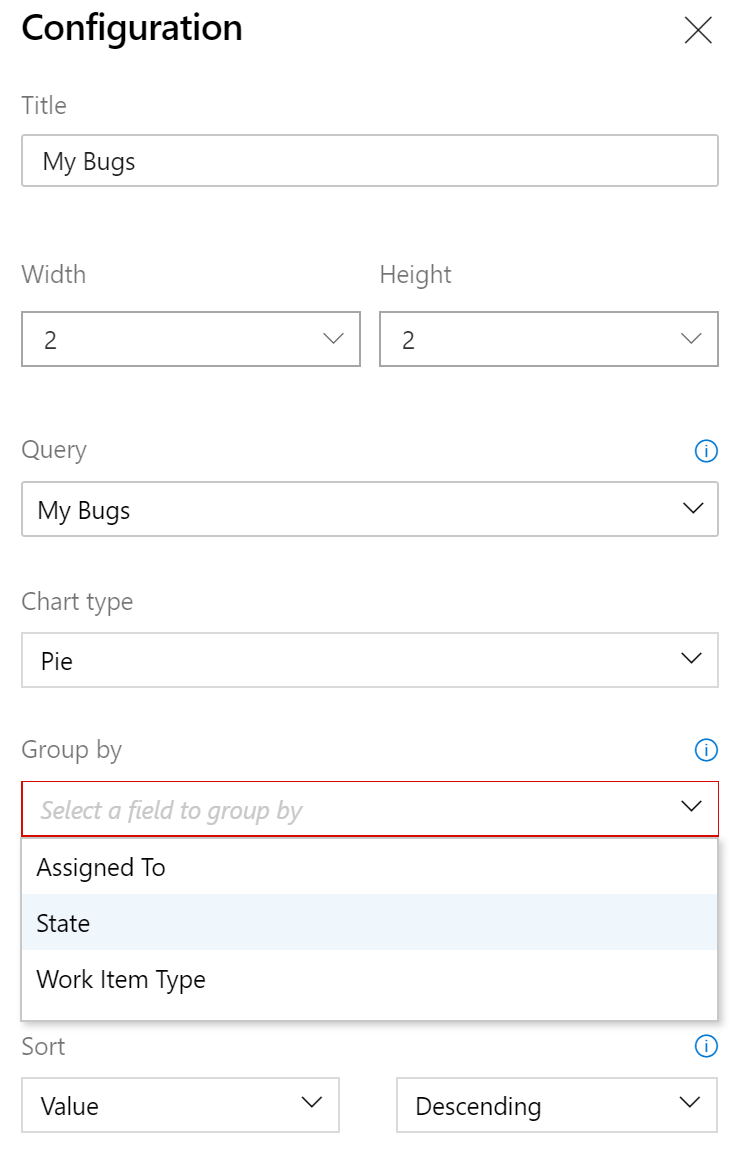 Configuration
Title
My Bugs
Width Height
2 2
Query
My Bugs
Chart type
Pie
Group by
Select a field to group by
Assigned To
State
Work Item Type
Sort
Value Descending